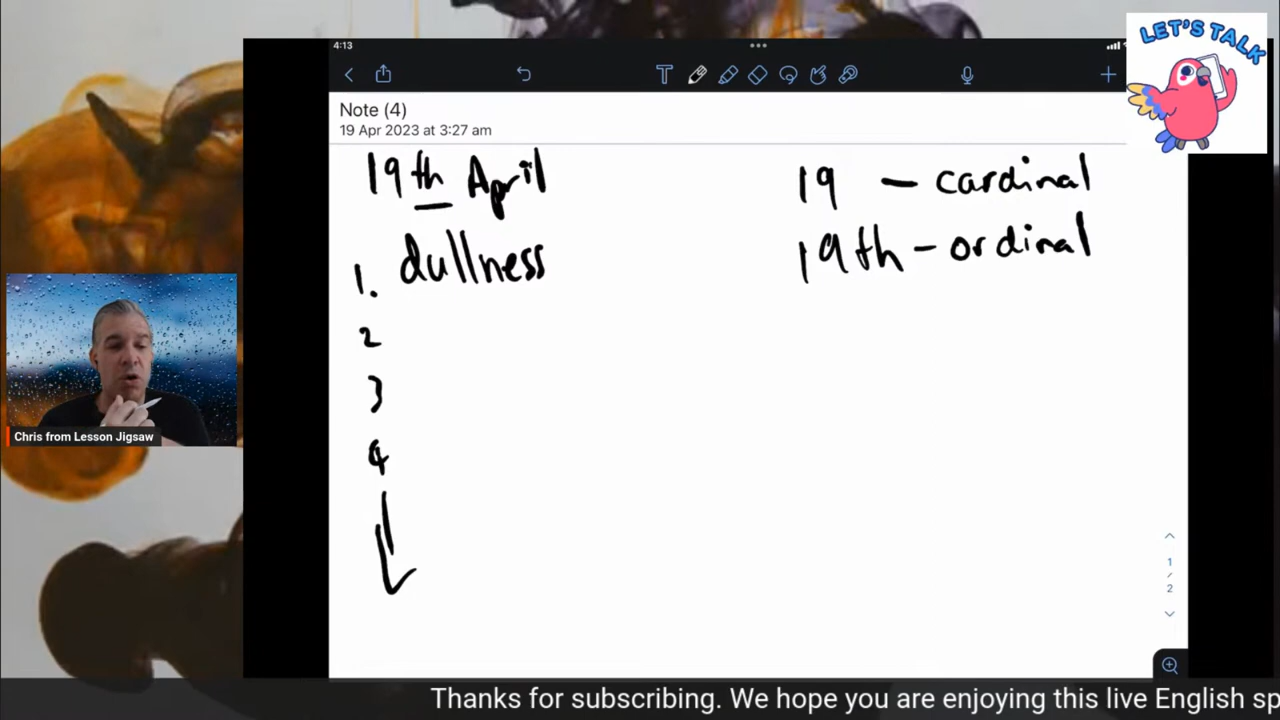 LET'S TALK
4:13
Note (4)
19 Apr 2023 at 3:27 am
19th April
19 - cardinal
19th - ordinal
1. dullness
2
3
4
Chris from Lesson Jigsaw
1
/
2
Thanks for subscribing. We hope you are enjoying this live English sp